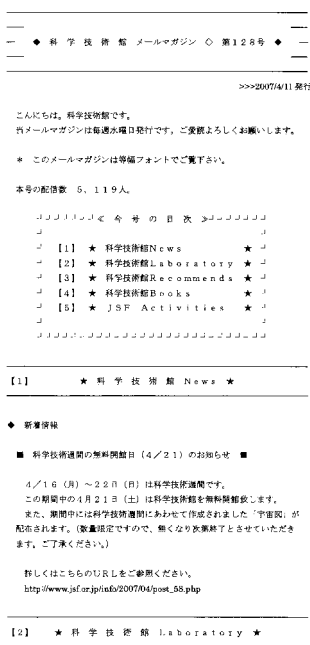 ◆ 科 学 技 術 館 メールマガジン ◇ 第128号 ◆
>>>2007/4/11 発行
こんにちは。科学技術館です。
当メールマガジンは毎週水曜日発行です。ご愛読よろしくお願いします。
* このメールマガジンは等幅フォントでご覧下さい。
本号の配信数 5、119人。
≪ 今 号 の 目 次 ≫
【1】 ★ 科学技術館News ★
【2】 ★ 科学技術館Laboratory ★
【3】 ★ 科学技術館Recommends ★
【4】 ★ 科学技術館Books ★
【5】 ★ JSF Activities ★
【1】 ★ 科 学 技 術 館 News ★
◆ 新着情報
■ 科学技術週間の無料開館日(4/21)のお知らせ ■
4/16(月)~22日(日)は科学技術週間です。
この期間中の4月21日(土)は科学技術館を無料開館致します。
また、期間中には科学技術週間にあわせて作成されました「宇宙図」が
配布されます。(数量限定ですので、無くなり次第終了とさせていただき
ます。ご了承ください。)
詳しくはこちらのURLをご参照ください。
http://www.jsf.or.jp/info/2007/04/post_58.php
【2】 ★ 科 学 技 術 館 Laboratory ★